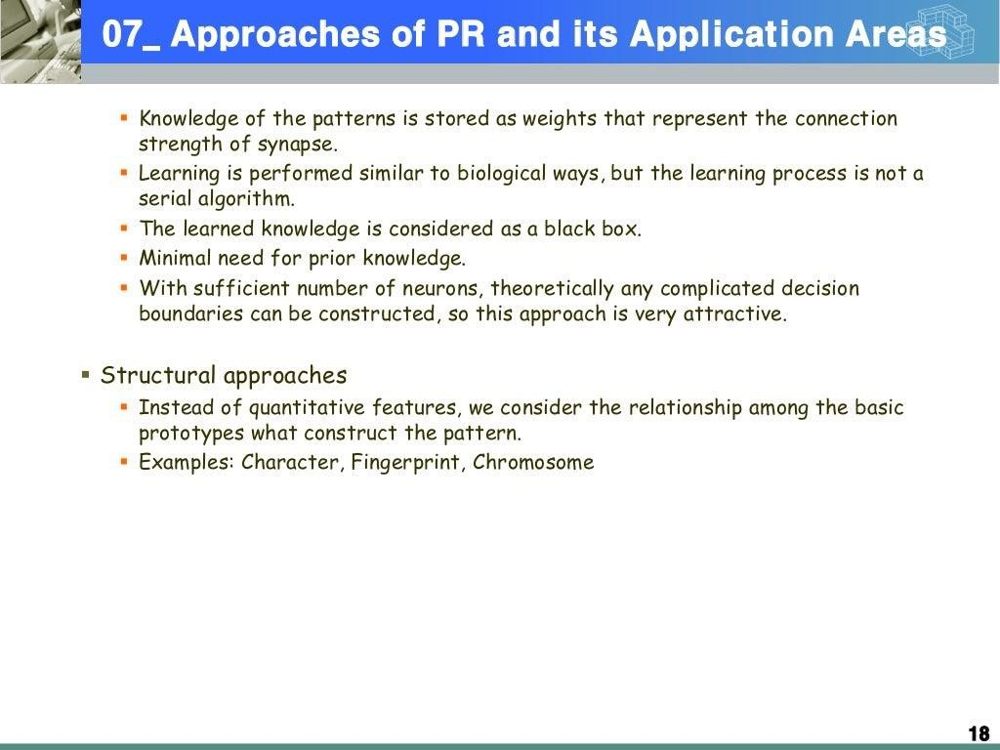 07_ Approaches of PR and its Application Areas
▪ Knowledge of the patterns is stored as weights that represent the connection
strength of synapse.
▪ Learning is performed similar to biological ways, but the learning process is not a
serial algorithm.
▪ The learned knowledge is considered as a black box.
▪ Minimal need for prior knowledge.
▪ With sufficient number of neurons, theoretically any complicated decision
boundaries can be constructed, so this approach is very attractive.
▪ Structural approaches
▪ Instead of quantitative features, we consider the relationship among the basic
prototypes what construct the pattern.
▪ Examples: Character, Fingerprint, Chromosome
18